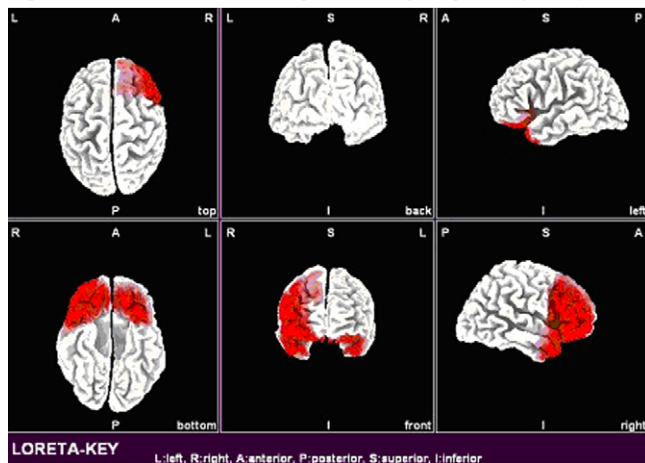 L A R
L S R
A S P
P top
I back
I left
R A L
R S L
P S A
P bottom
I front
I right
LORETA-KEY
L:left, R:right, A:anterior, P:posterior, S:superior, I:inferior